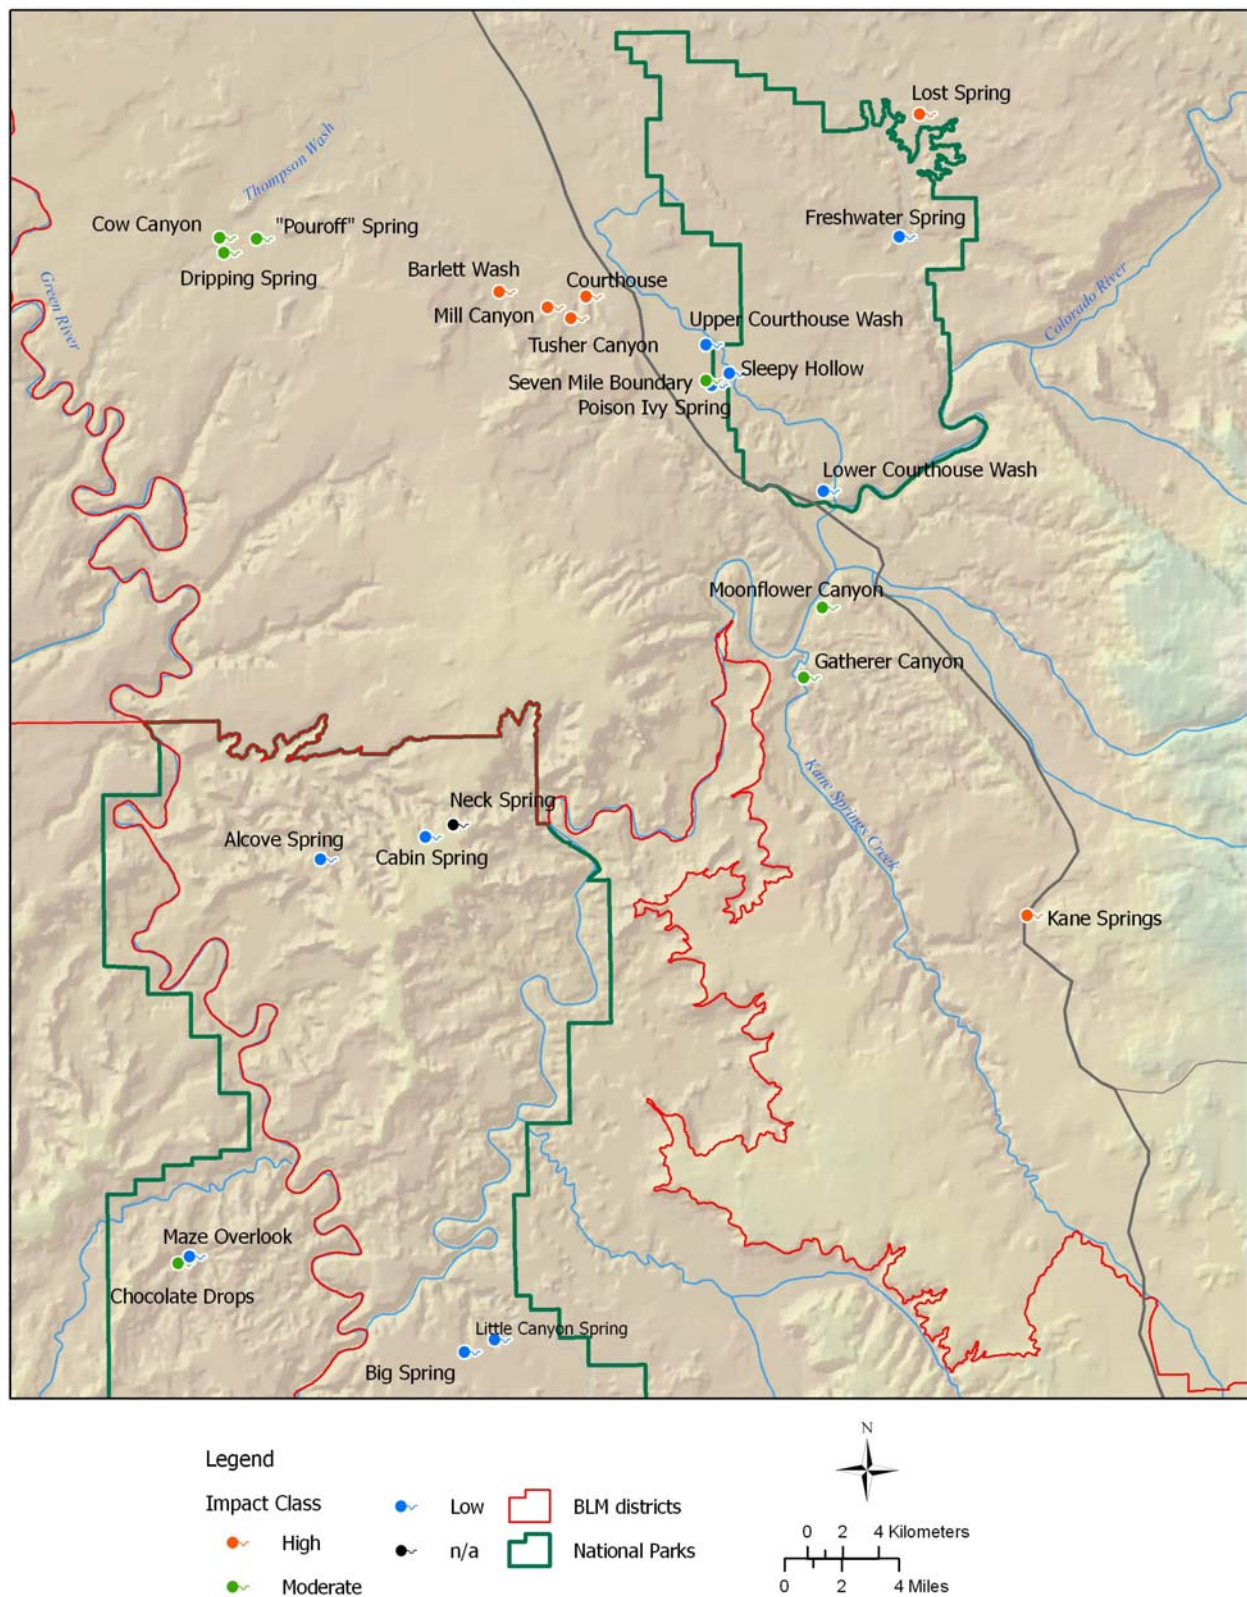 Lost Spring
Thompson Wash
Freshwater Spring
Cow Canyon
"Pouroff" Spring
Dripping Spring
Green River
Barlett Wash
Courthouse
Colorado River
Mill Canyon
Upper Courthouse Wash
Tusher Canyon
Sleepy Hollow
Seven Mile Boundary
Poison Ivy Spring
Lower Courthouse Wash
Moonflower Canyon
Gatherer Canyon
Kane Springs Creek
Neck Spring
Alcove Spring
Cabin Spring
Kane Springs
Maze Overlook
Chocolate Drops
Little Canyon Spring
Big Spring
N
Legend
Impact Class
Low
BLM districts
High
n/a
National Parks
Moderate
0 2 4 Kilometers
0 2 4 Miles